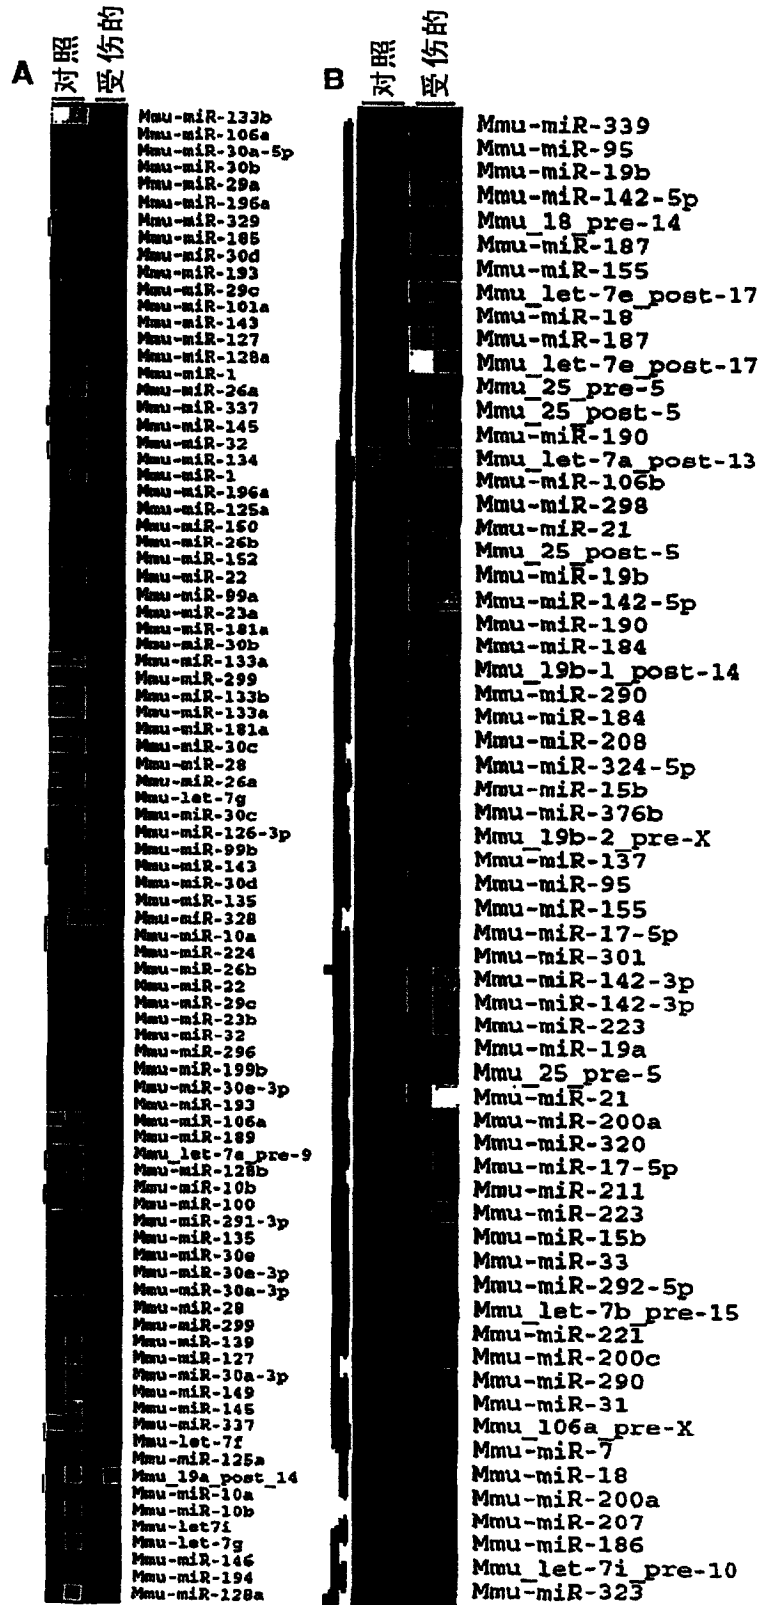 A
对照
受伤的
Mmu-miR-133b
Mmu-miR-106a
Mmu-miR-30a-5p
Mmu-miR-30b
Mmu-miR-29a
Mmu-miR-196a
Mmu-miR-329
Mmu-miR-185
Mmu-miR-30d
Mmu-miR-193
Mmu-miR-29c
Mmu-miR-101a
Mmu-miR-143
Mmu-miR-127
Mmu-miR-128a
Mmu-miR-1
Mmu-miR-26a
Mmu-miR-337
Mmu-miR-145
Mmu-miR-32
Mmu-miR-134
Mmu-miR-1
Mmu-miR-196a
Mmu-miR-125a
Mmu-miR-150
Mmu-miR-26b
Mmu-miR-152
Mmu-miR-22
Mmu-miR-99a
Mmu-miR-23a
Mmu-miR-181a
Mmu-miR-30b
Mmu-miR-133a
Mmu-miR-299
Mmu-miR-133b
Mmu-miR-133a
Mmu-miR-181a
Mmu-miR-30c
Mmu-miR-28
Mmu-miR-26a
Mmu-let-7g
Mmu-miR-30c
Mmu-miR-126-3p
Mmu-miR-99b
Mmu-miR-143
Mmu-miR-30d
Mmu-miR-135
Mmu-miR-328
Mmu-miR-10a
Mmu-miR-224
Mmu-miR-26b
Mmu-miR-22
Mmu-miR-29c
Mmu-miR-23b
Mmu-miR-32
Mmu-miR-296
Mmu-miR-199b
Mmu-miR-30e-3p
Mmu-miR-193
Mmu-miR-106a
Mmu-miR-189
Mmu_let-7a_pre-9
Mmu-miR-128b
Mmu-miR-10b
Mmu-miR-100
Mmu-miR-291-3p
Mmu-miR-135
Mmu-miR-30e
Mmu-miR-30e-3p
Mmu-miR-30a-3p
Mmu-miR-28
Mmu-miR-299
Mmu-miR-139
Mmu-miR-127
Mmu-miR-30a-3p
Mmu-miR-149
Mmu-miR-145
Mmu-miR-337
Mmu-let-7f
Mmu-miR-125a
Mmu_19a_post_14
Mmu-miR-10a
Mmu-miR-10b
Mmu-let7i
Mmu-let-7g
Mmu-miR-146
Mmu-miR-194
Mmu-miR-128a
B
对照
受伤的
Mmu-miR-339
Mmu-miR-95
Mmu-miR-19b
Mmu-miR-142-5p
Mmu_18_pre-14
Mmu-miR-187
Mmu-miR-155
Mmu_let-7e_post-17
Mmu-miR-18
Mmu-miR-187
Mmu_let-7e_post-17
Mmu_25_pre-5
Mmu_25_post-5
Mmu-miR-190
Mmu_let-7a_post-13
Mmu-miR-106b
Mmu-miR-298
Mmu-miR-21
Mmu_25_post-5
Mmu-miR-19b
Mmu-miR-142-5p
Mmu-miR-190
Mmu-miR-184
Mmu_19b-1_post-14
Mmu-miR-290
Mmu-miR-184
Mmu-miR-208
Mmu-miR-324-5p
Mmu-miR-15b
Mmu-miR-376b
Mmu_19b-2_pre-X
Mmu-miR-137
Mmu-miR-95
Mmu-miR-155
Mmu-miR-17-5p
Mmu-miR-301
Mmu-miR-142-3p
Mmu-miR-142-3p
Mmu-miR-223
Mmu-miR-19a
Mmu_25_pre-5
Mmu-miR-21
Mmu-miR-200a
Mmu-miR-320
Mmu-miR-17-5p
Mmu-miR-211
Mmu-miR-223
Mmu-miR-15b
Mmu-miR-33
Mmu-miR-292-5p
Mmu_let-7b_pre-15
Mmu-miR-221
Mmu-miR-200c
Mmu-miR-290
Mmu-miR-31
Mmu_106a_pre-X
Mmu-miR-7
Mmu-miR-18
Mmu-miR-200a
Mmu-miR-207
Mmu-miR-186
Mmu_let-7i_pre-10
Mmu-miR-323